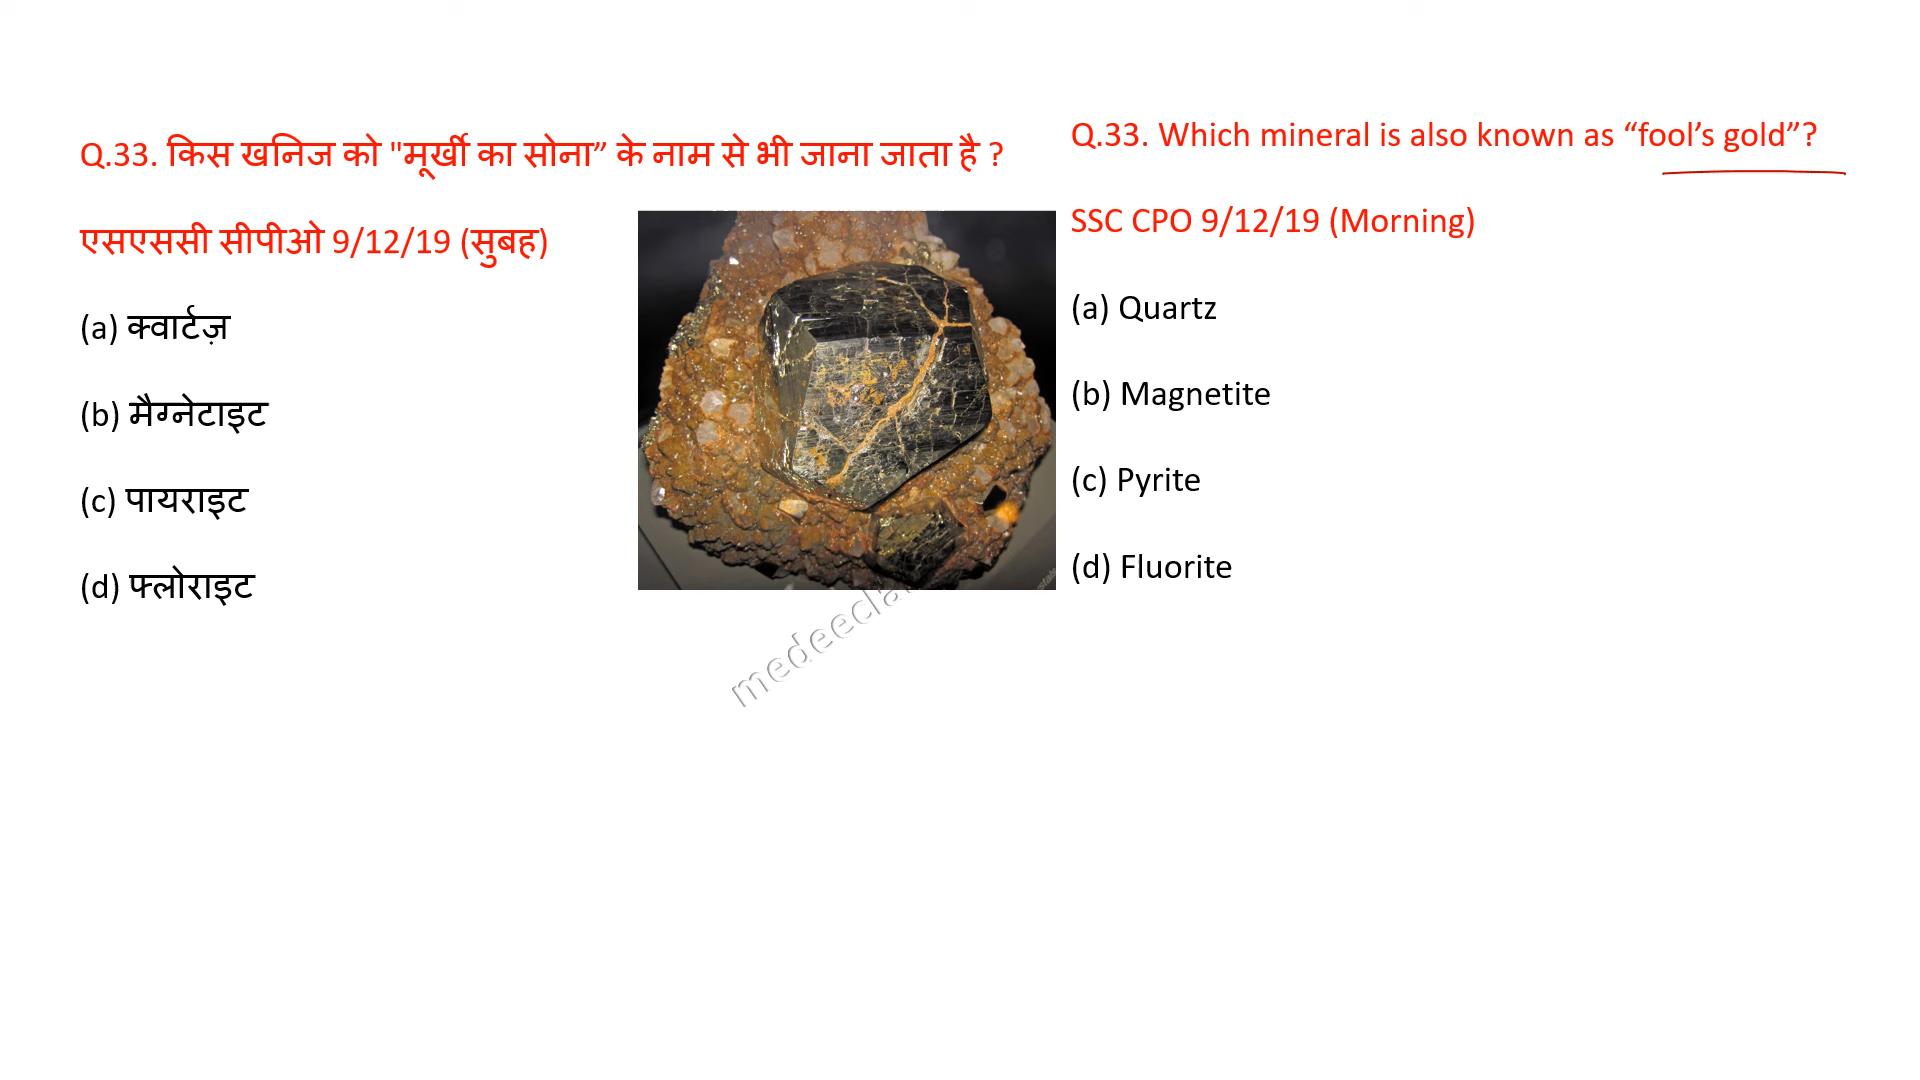 Q.33. किस खनिज को "मूर्खी का सोना” के नाम से भी जाना जाता है ?
एसएससी सीपीओ 9/12/19 (सुबह)
(a) क्वार्टज़
(b) मैग्नेटाइट
(c) पायराइट
(d) फ्लोराइट
Q.33. Which mineral is also known as “fool’s gold”?
SSC CPO 9/12/19 (Morning)
(a) Quartz
(b) Magnetite
(c) Pyrite
(d) Fluorite